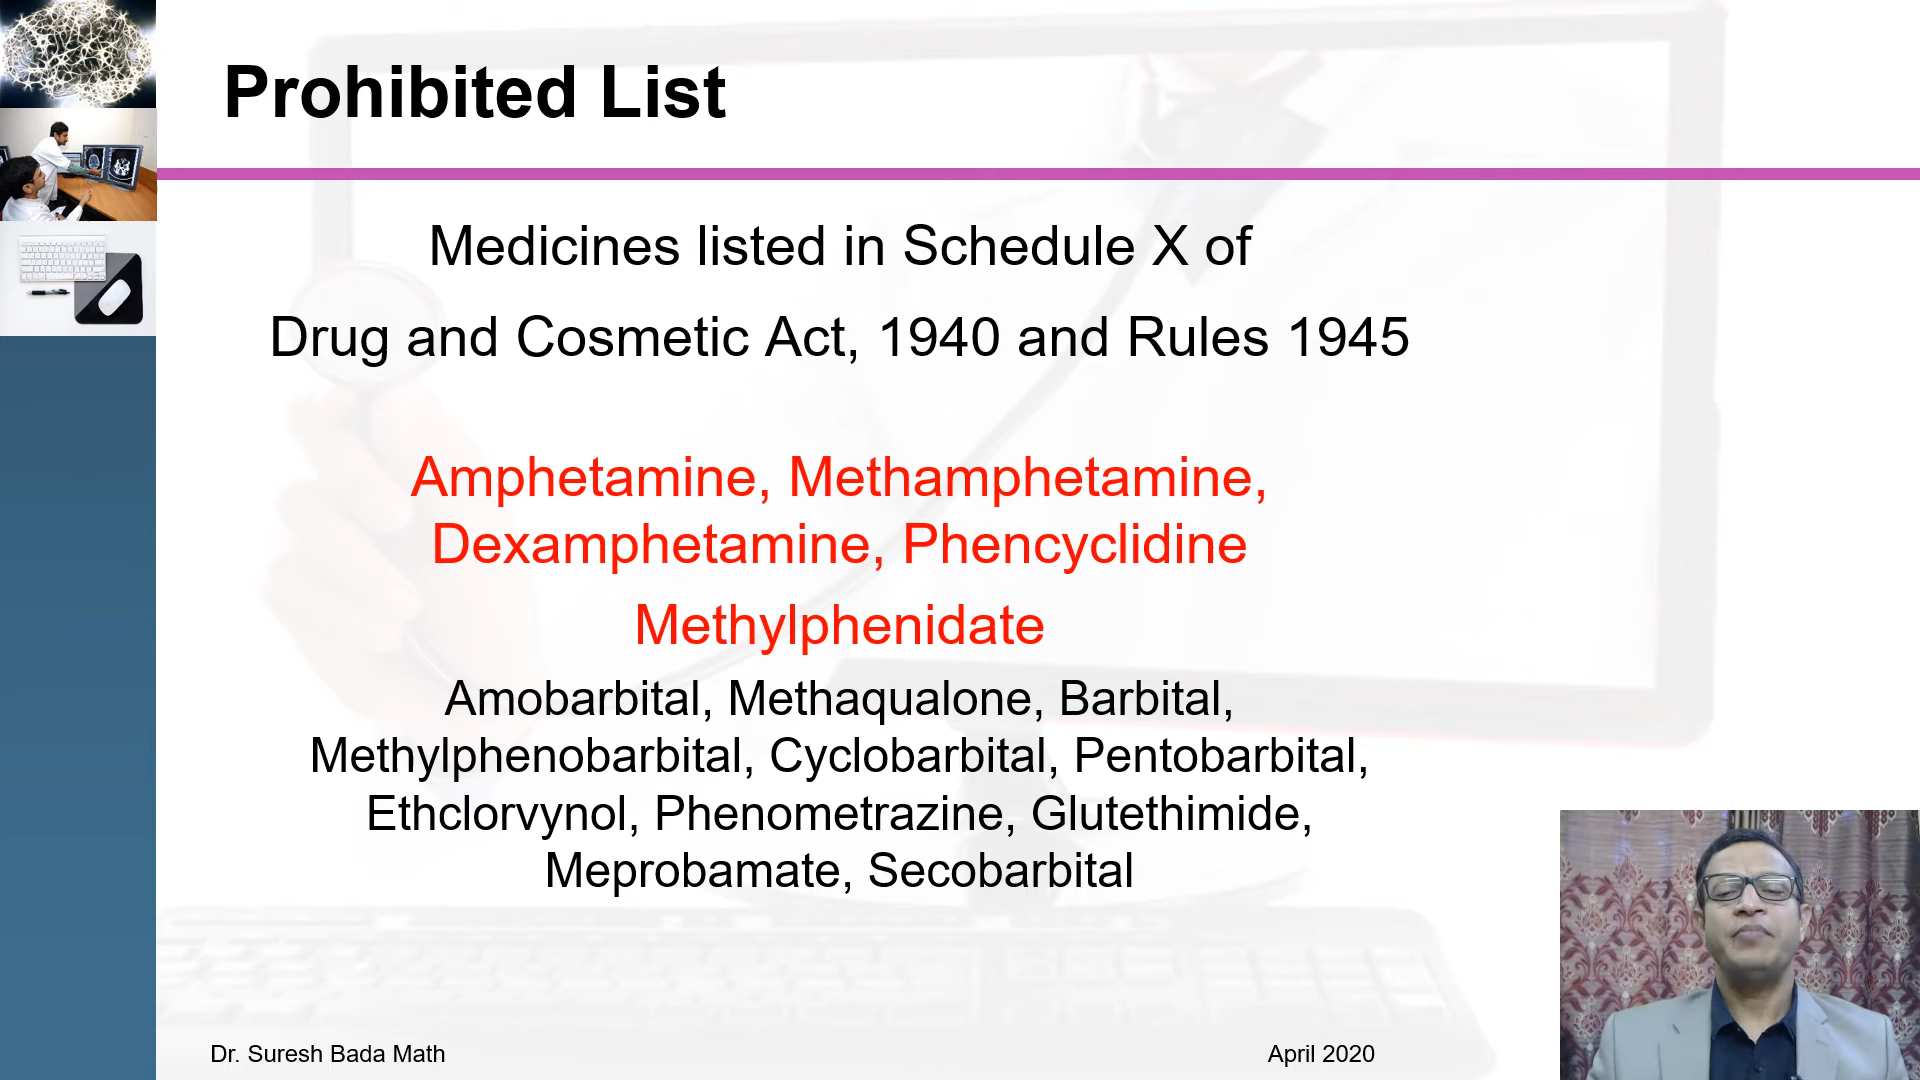 Prohibited List
Medicines listed in Schedule X of
Drug and Cosmetic Act, 1940 and Rules 1945
Amphetamine, Methamphetamine,
Dexamphetamine, Phencyclidine
Methylphenidate
Amobarbital, Methaqualone, Barbital,
Methylphenobarbital, Cyclobarbital, Pentobarbital,
Ethclorvynol, Phenometrazine, Glutethimide,
Meprobamate, Secobarbital
Dr. Suresh Bada Math
April 2020